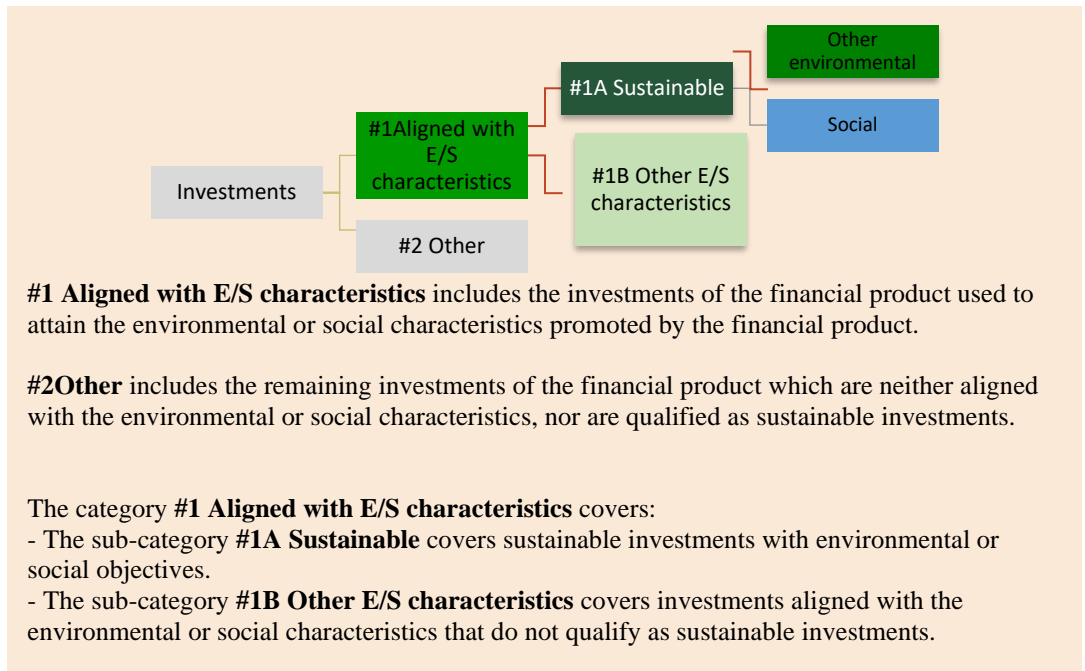 Other
environmental
#1A Sustainable
Social
#1Aligned with
E/S
characteristics
#1B Other E/S
characteristics
Investments
#2 Other
#1 Aligned with E/S characteristics includes the investments of the financial product used to
attain the environmental or social characteristics promoted by the financial product.
#2Other includes the remaining investments of the financial product which are neither aligned
with the environmental or social characteristics, nor are qualified as sustainable investments.
The category #1 Aligned with E/S characteristics covers:
- The sub-category #1A Sustainable covers sustainable investments with environmental or
social objectives.
- The sub-category #1B Other E/S characteristics covers investments aligned with the
environmental or social characteristics that do not qualify as sustainable investments.